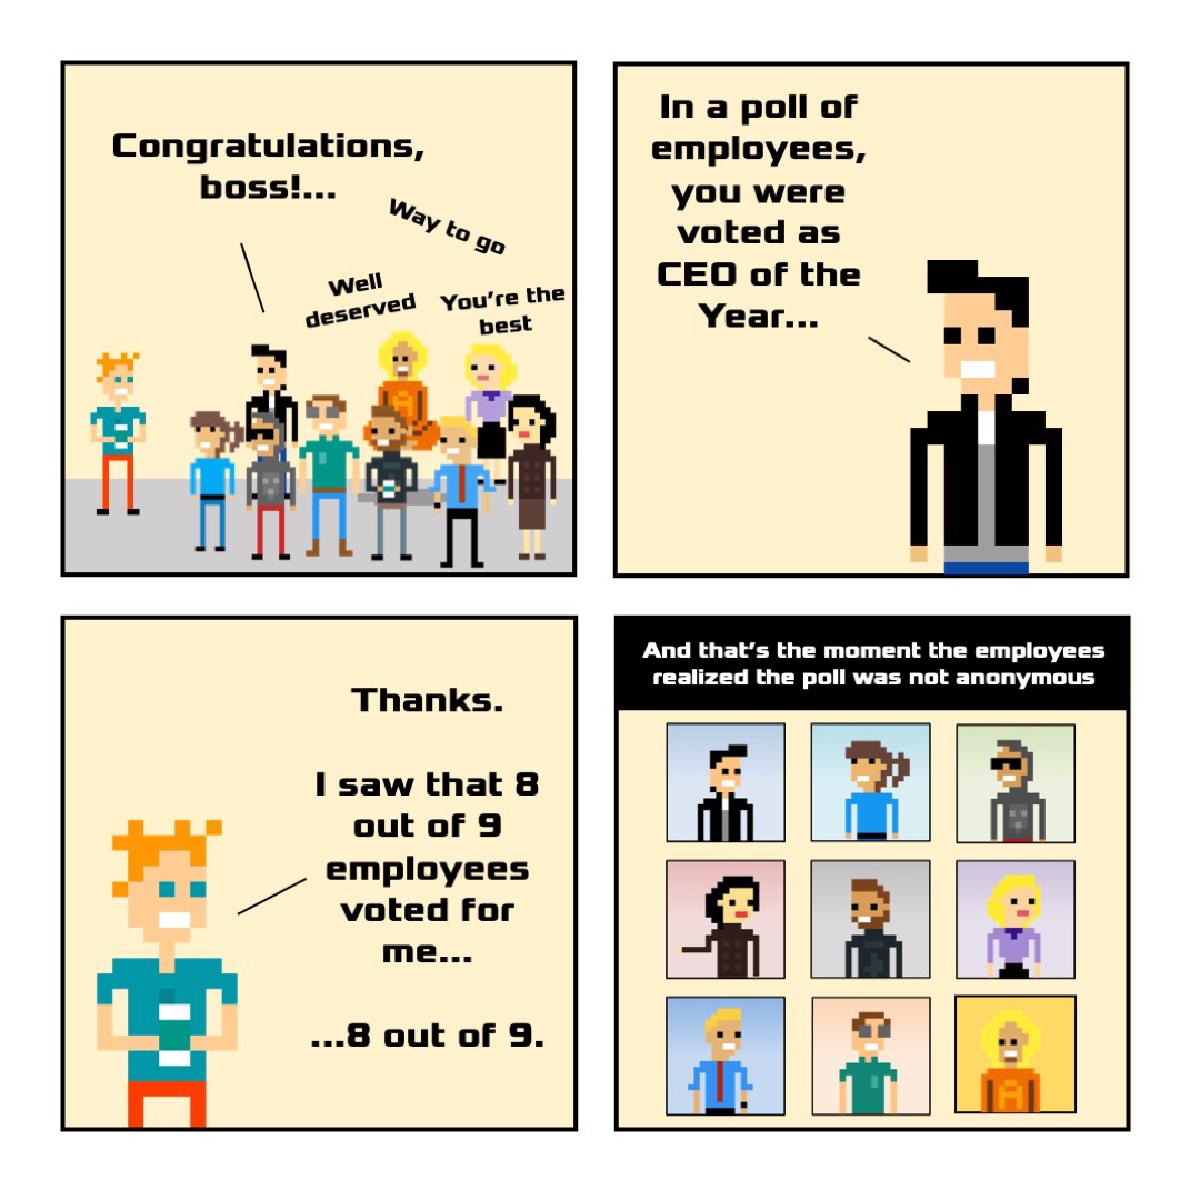 Congratulations,
boss!...
Way to go
Well
deserved
You're the
best
In a poll of
employees,
you were
voted as
CEO of the
Year...
Thanks.
I saw that 8
out of 9
employees
voted for
me...
...8 out of 9.
And that's the moment the employees
realized the poll was not anonymous